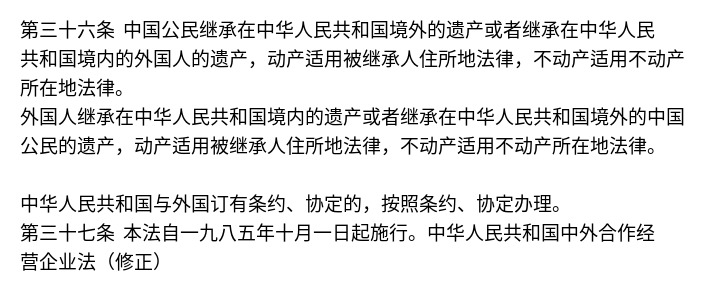 第三十六条 中国公民继承在中华人民共和国境外的遗产或者继承在中华人民
共和国境内的外国人的遗产，动产适用被继承人住所地法律，不动产适用不动产
所在地法律。
外国人继承在中华人民共和国境内的遗产或者继承在中华人民共和国境外的中国
公民的遗产，动产适用被继承人住所地法律，不动产适用不动产所在地法律。
中华人民共和国与外国订有条约、协定的，按照条约、协定办理。
第三十七条 本法自一九八五年十月一日起施行。中华人民共和国中外合作经
营企业法（修正）